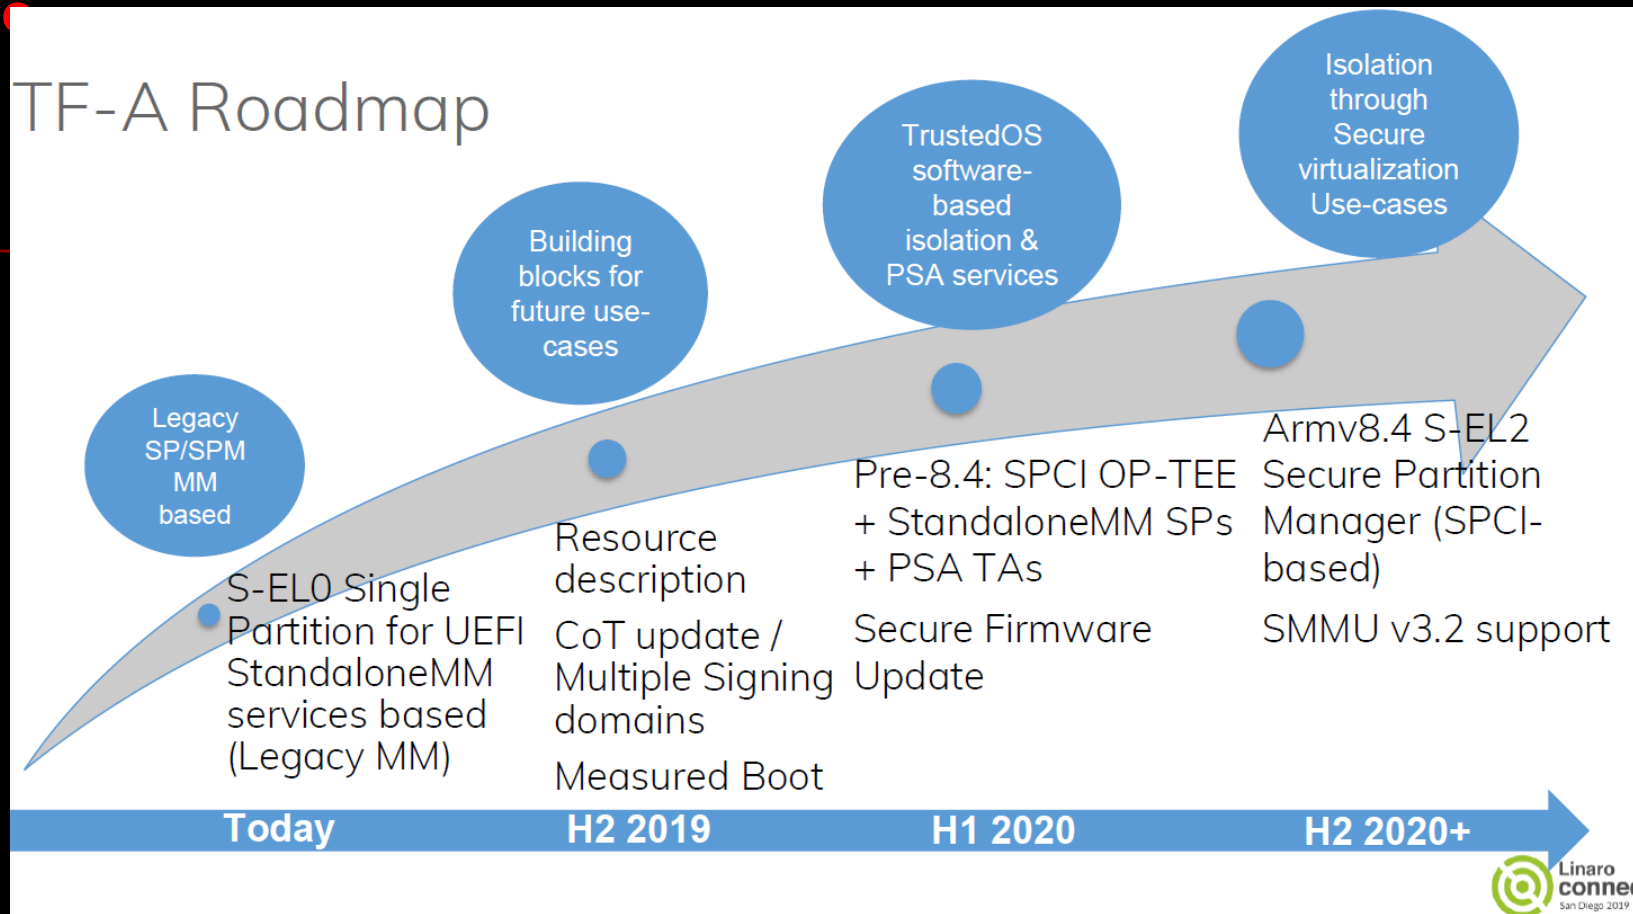 TF-A Roadmap
Legacy
SP/SPM
MM
based
Building
blocks for
future use-
cases
TrustedOS
software-
based
isolation &
PSA services
Isolation
through
Secure
virtualization
Use-cases
S-EL0 Single
Partition for UEFI
StandaloneMM
services based
(Legacy MM)
Resource
description
CoT update /
Multiple Signing
domains
Measured Boot
Pre-8.4: SPCI OP-TEE
+ StandaloneMM SPs
+ PSA TAs
Secure Firmware
Update
Armv8.4 S-EL2
Secure Partition
Manager (SPCI-
based)
SMMU v3.2 support
Today
H2 2019
H1 2020
H2 2020+
Linaro
connec
San Diego 2019